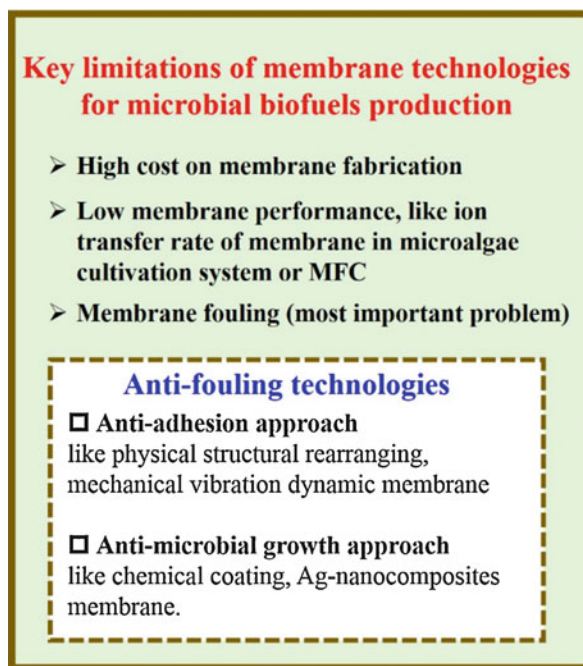 Key limitations of membrane technologies
for microbial biofuels production
➢ High cost on membrane fabrication
➢ Low membrane performance, like ion
transfer rate of membrane in microalgae
cultivation system or MFC
➢ Membrane fouling (most important problem)
Anti-fouling technologies
❑ Anti-adhesion approach
like physical structural rearranging,
mechanical vibration dynamic membrane
❑ Anti-microbial growth approach
like chemical coating, Ag-nanocomposites
membrane.